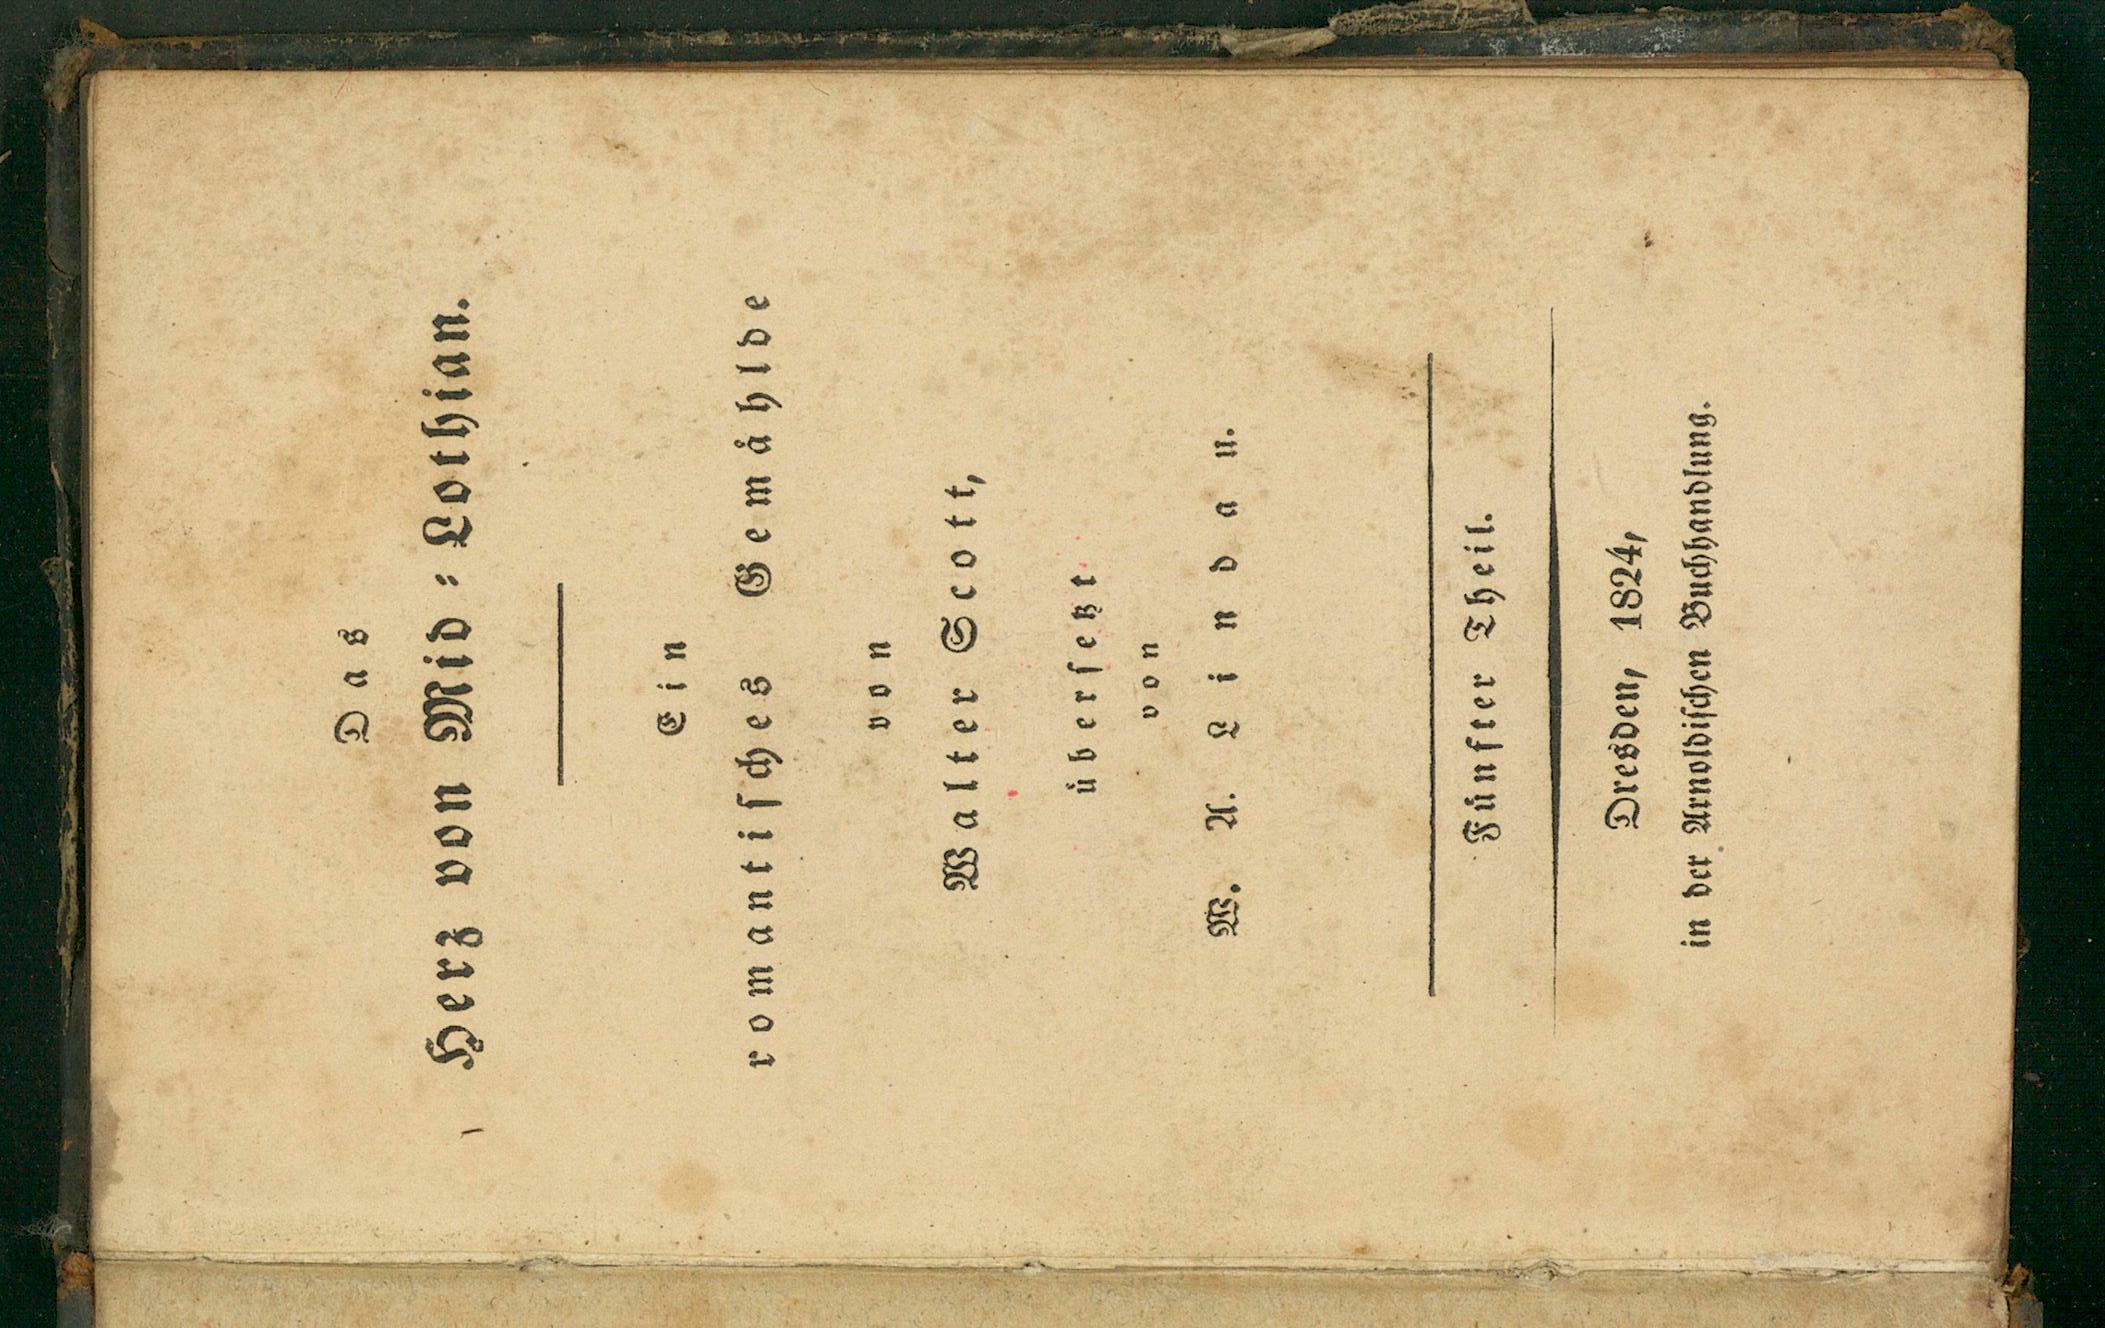 Das
Herz von Mid⸗Lothian.
Ein
romantisches Gemählde
von
Walter Scott,
übersetzt
von
W. A. Lindau.
Fünfter Theil.
Dresden, 1824,
in der Arnoldischen Buchhandlung.